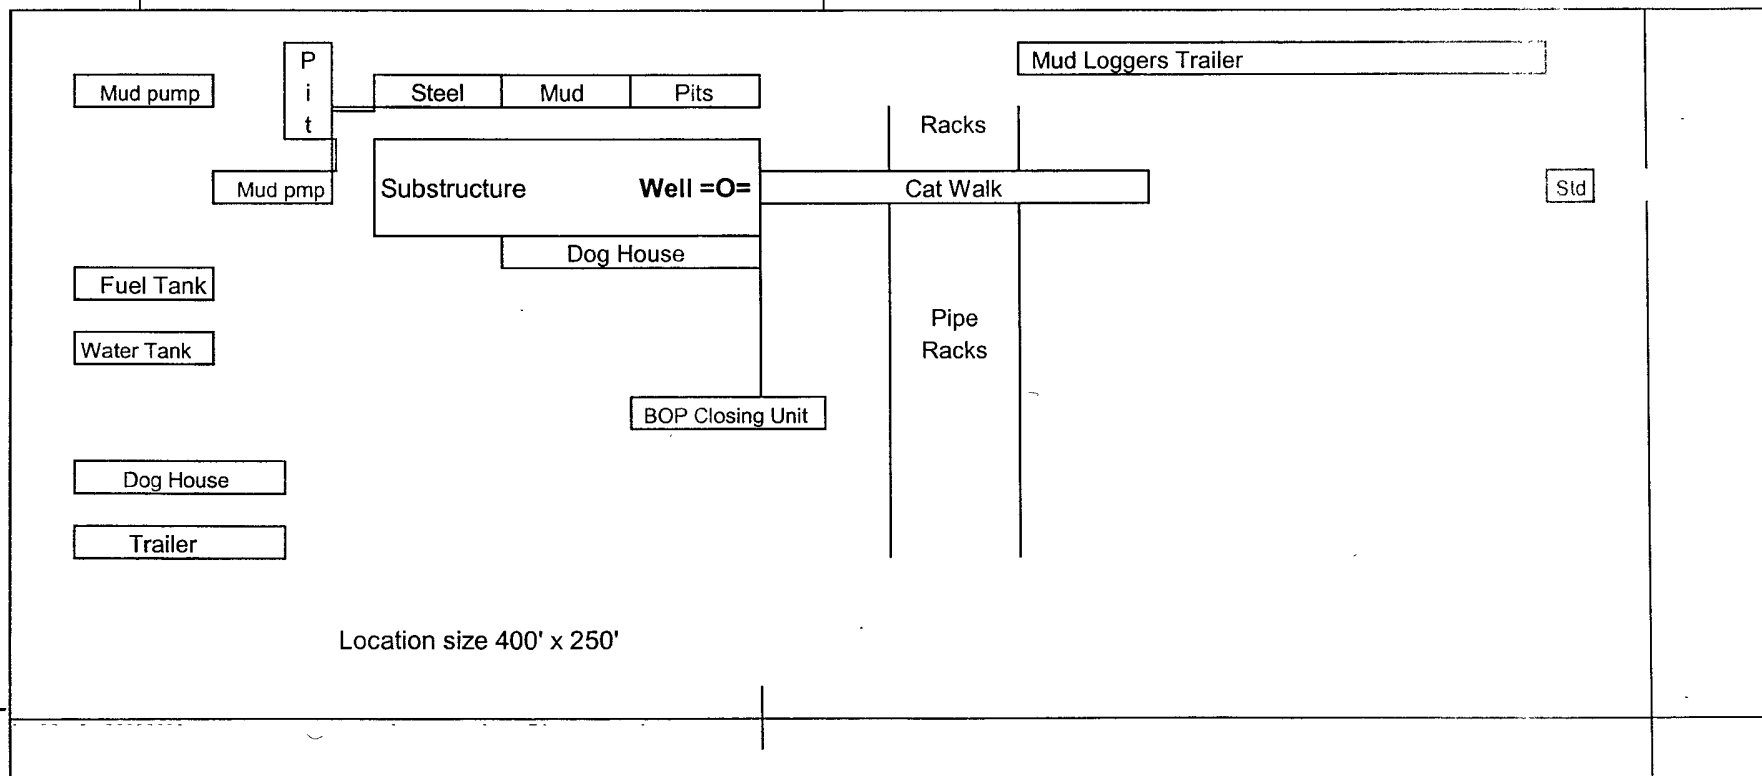 Mud Loggers Trailer
P
i
t
Mud pump
Steel Mud Pits
Racks
Mud pmp
Substructure Well =O=
Cat Walk
Std
Dog House
Fuel Tank
Pipe
Racks
Water Tank
BOP Closing Unit
Dog House
Trailer
Location size 400' x 250'